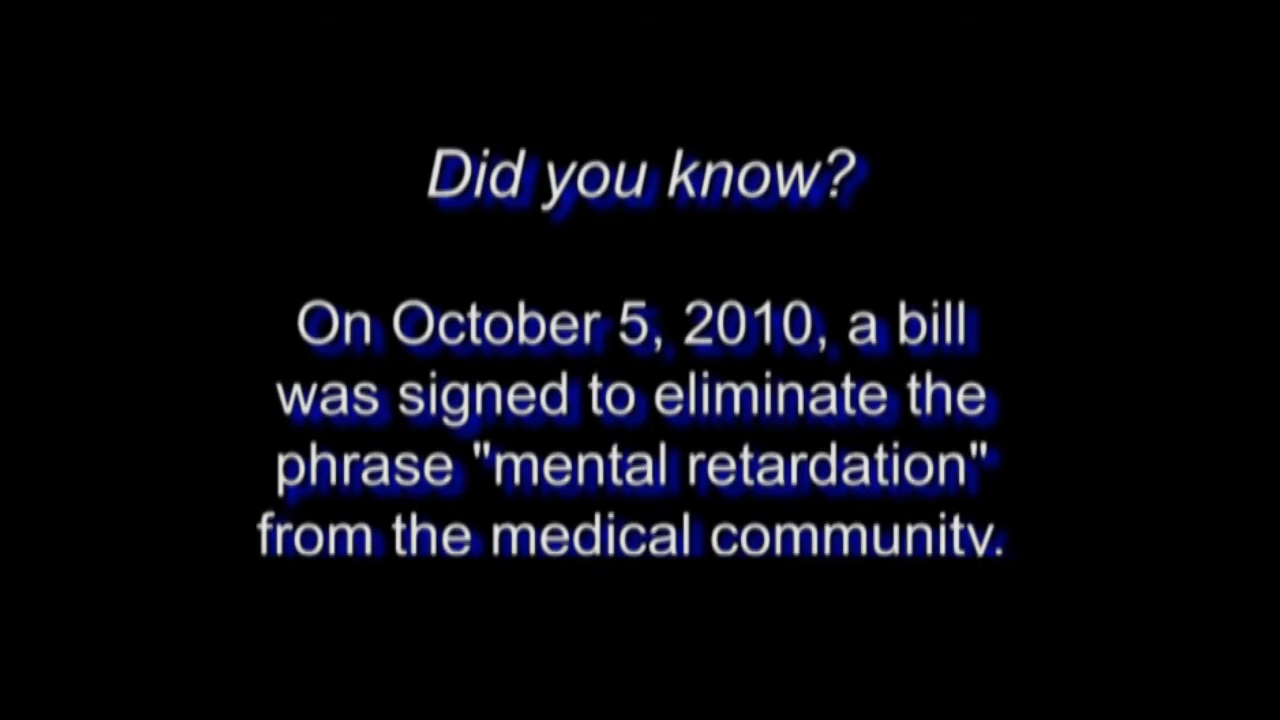 Did you know?
On October 5, 2010, a bill
was signed to eliminate the
phrase "mental retardation"
from the medical community.